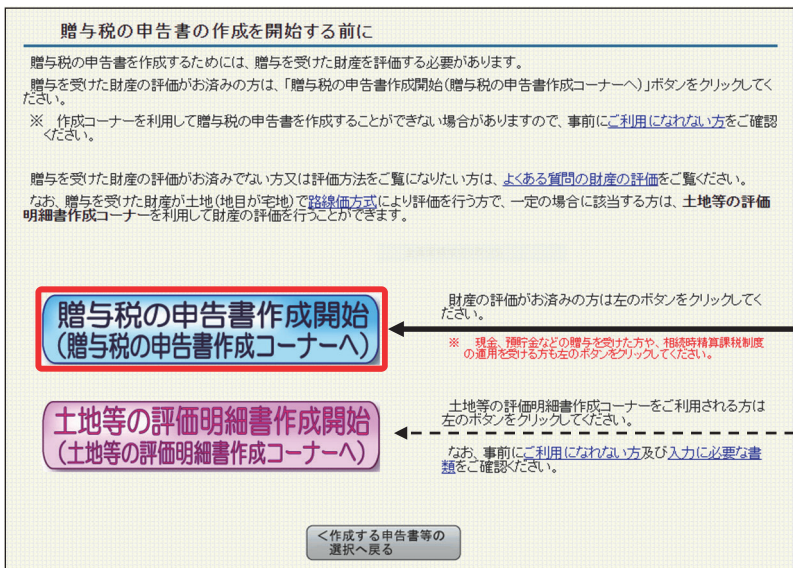 贈与税の申告書の作成を開始する前に
贈与税の申告書を作成するためには、贈与を受けた財産を評価する必要があります。
贈与を受けた財産の評価がお済みの方は、「贈与税の申告書作成開始(贈与税の申告書作成コーナーへ)」ボタンをクリックしてく
ださい。
※　作成コーナーを利用して贈与税の申告書を作成することができない場合がありますので、事前にご利用になれない方をご確認
ください。
贈与を受けた財産の評価がお済みでない方又は評価方法をご覧になりたい方は、よくある質問の財産の評価をご覧ください。
なお、贈与を受けた財産が土地(地目が宅地)で路線価方式により評価を行う方で、一定の場合に該当する方は、土地等の評価
明細書作成コーナーを利用して財産の評価を行うことができます。
贈与税の申告書作成開始
(贈与税の申告書作成コーナーへ)
財産の評価がお済みの方は左のボタンをクリックしてく
ださい。
※　現金、預貯金などの贈与を受けた方や、相続時精算課税制度
の適用を受ける方も左のボタンをクリックしてください。
土地等の評価明細書作成開始
(土地等の評価明細書作成コーナーへ)
土地等の評価明細書作成コーナーをご利用される方は
左のボタンをクリックしてください。
なお、事前にご利用になれない方及び入力に必要な書
類をご確認ください。
<作成する申告書等の
選択へ戻る